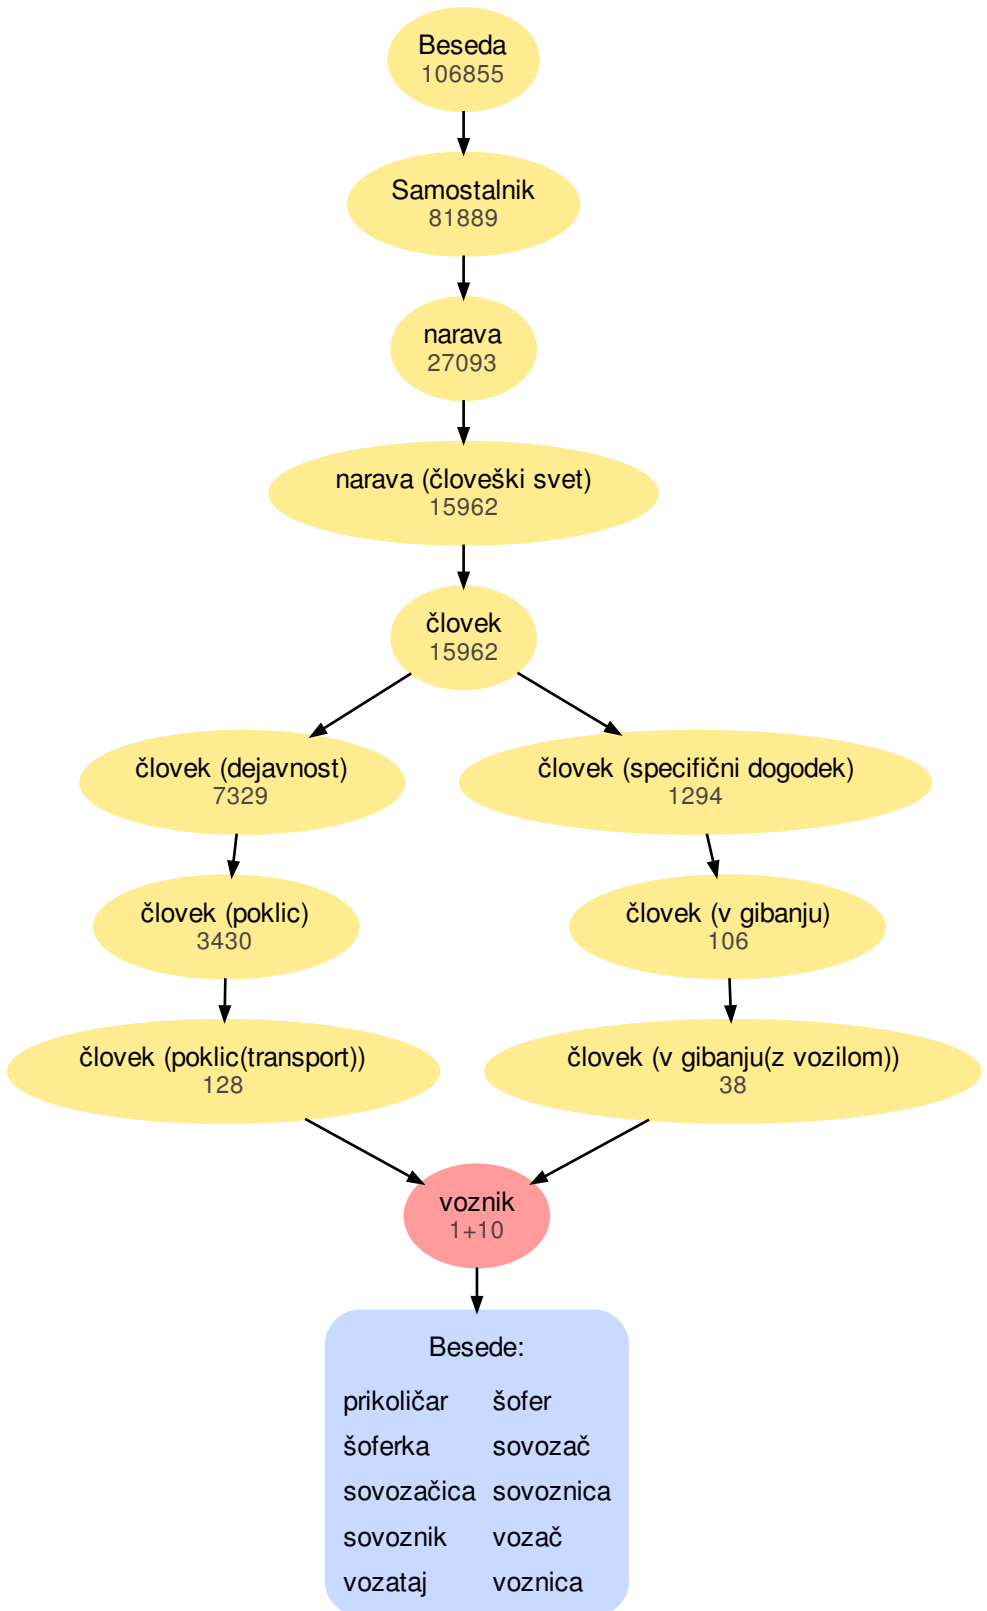 Beseda
106855
Samostalnik
81889
narava
27093
narava (človeški svet)
15962
človek
15962
človek (dejavnost)
7329
človek (specifični dogodek)
1294
človek (poklic)
3430
človek (v gibanju)
106
človek (poklic(transport))
128
človek (v gibanju(z vozilom))
38
voznik
1+10
Besede:
prikoličar šofer
šoferka sovozač
sovozačica sovoznica
sovoznik vozač
vozataj voznica